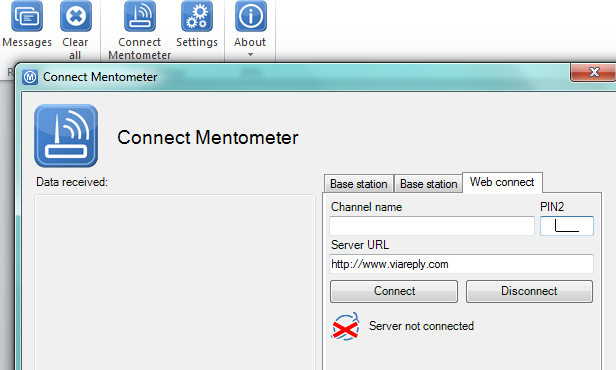 Messages
Clear
all
Connect
Mentometer
Settings
About
Connect Mentometer
Connect Mentometer
Data received:
Base station
Base station
Web connect
Channel name
PIN2
Server URL
http://www.viareply.com
Connect
Disconnect
Server not connected